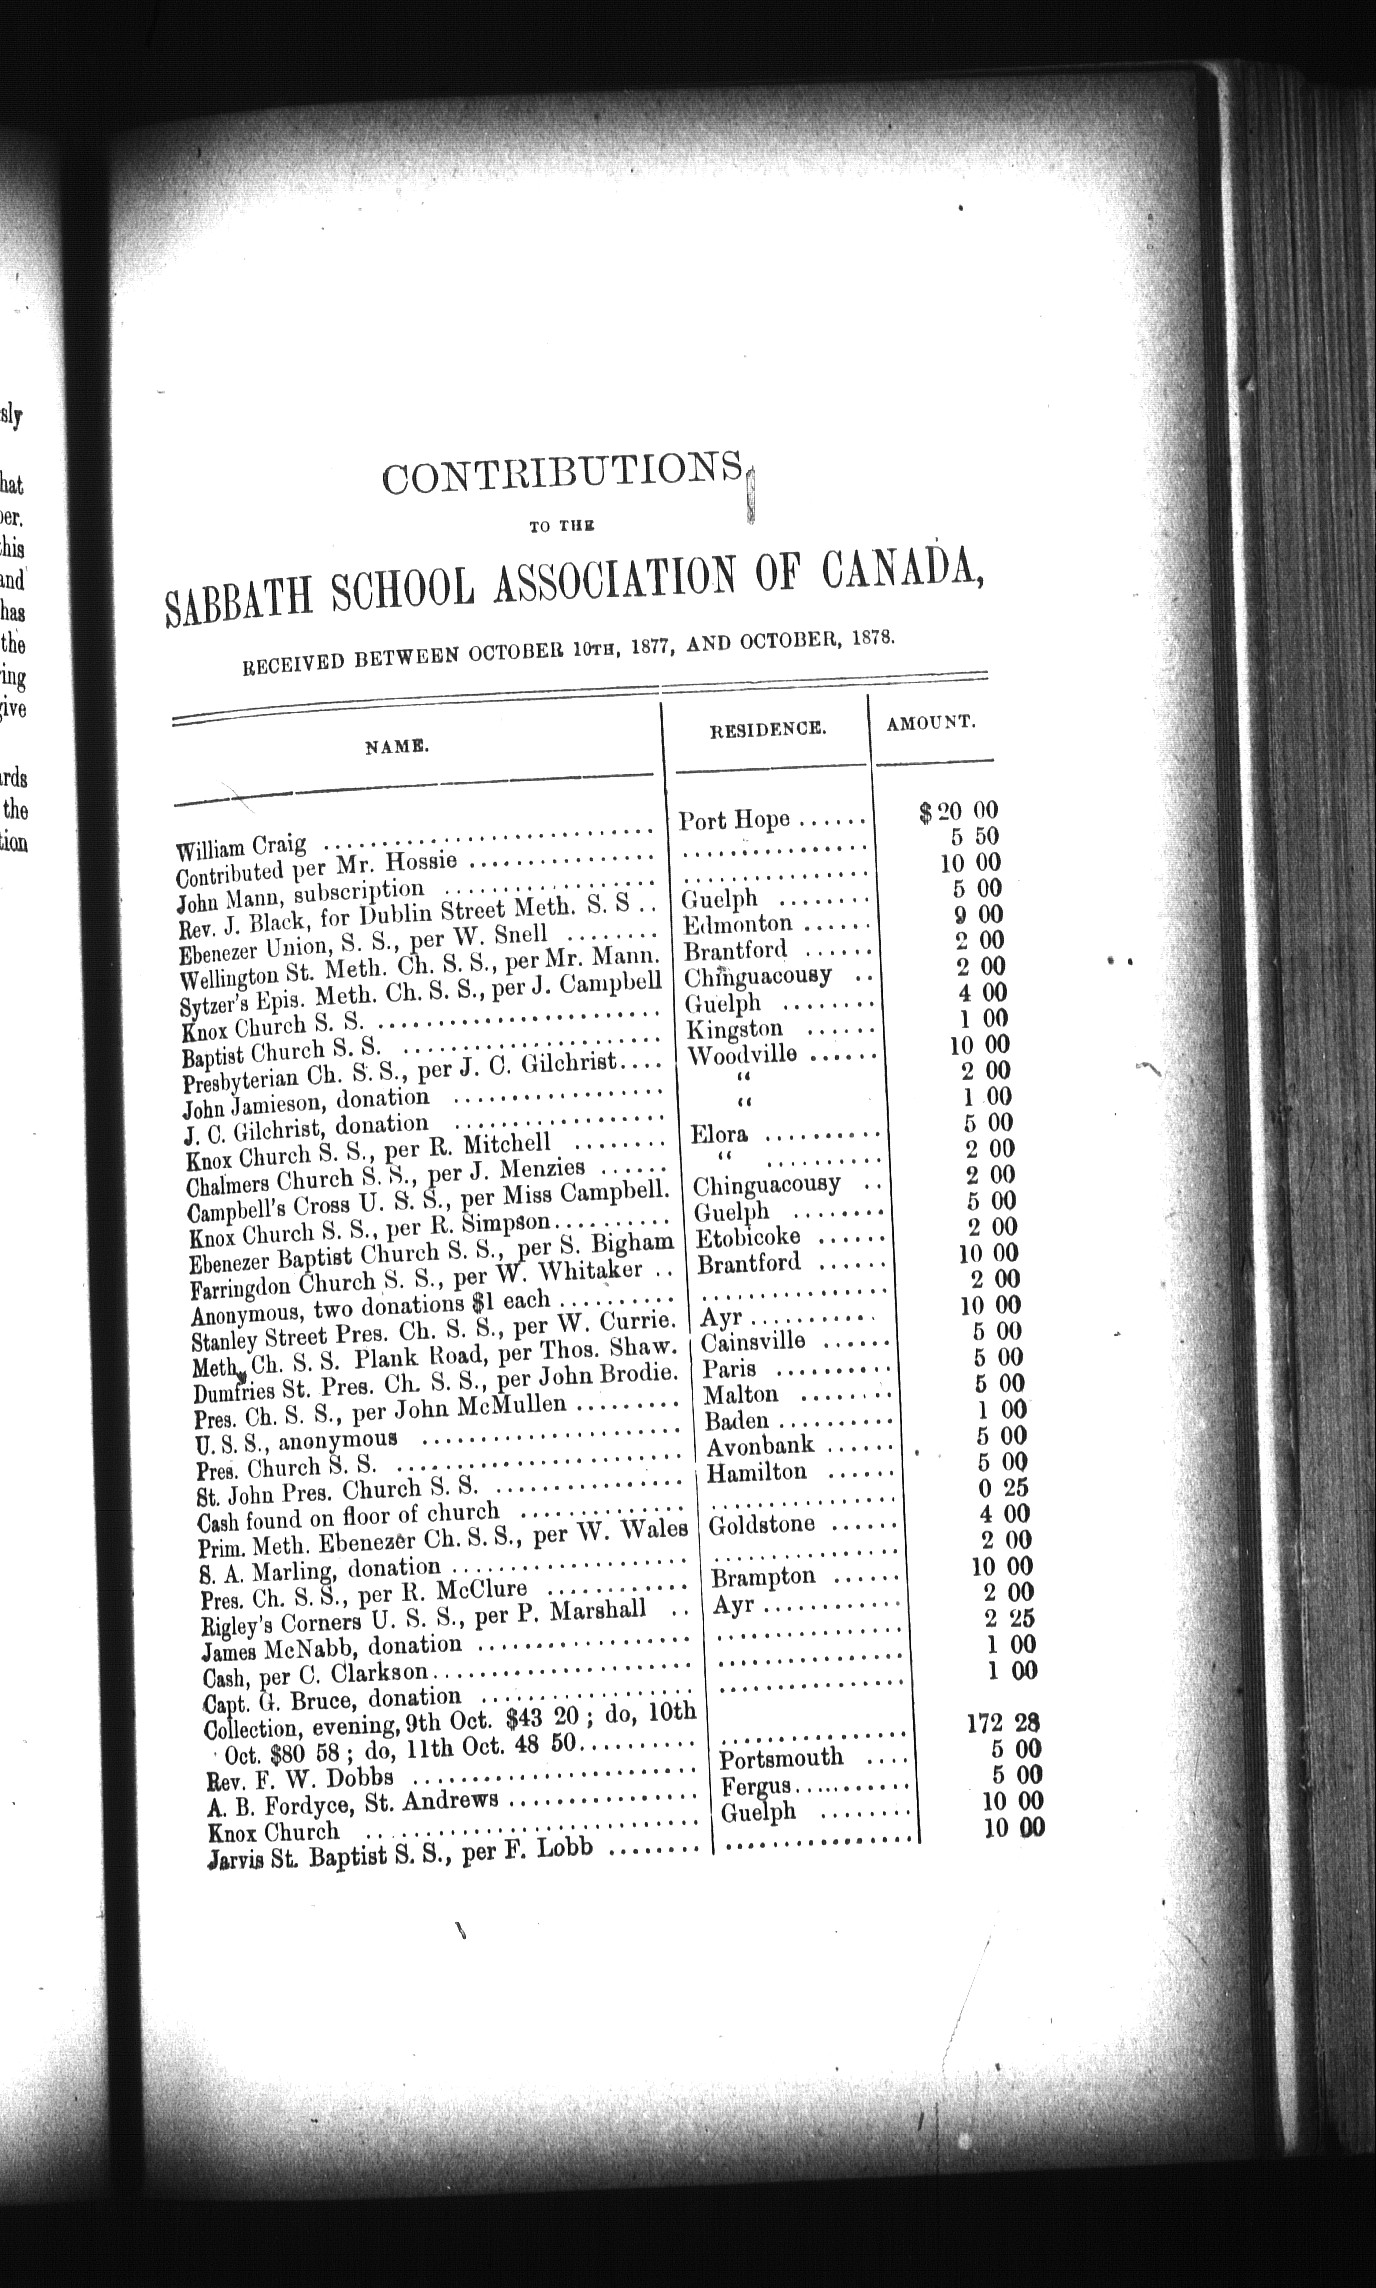 sly
hat
er.
his
and
has
the
ing
ive
rds
the
tion
CONTRIBUTIONS
TO THE
SABBATH SCHOOL ASSOCIATION OF CANADA,
RECEIVED BETWEEN OCTOBER 10TH, 1877, AND OCTOBER, 1878.
NAME. RESIDENCE. AMOUNT.
William Craig ........ Port Hope ...... $20 00
Contributed per Mr. Hossie ........ ........ 5 50
John Mann, subscription ........ ........ 10 00
Rev. J. Black, for Dublin Street Meth. S. S .. Guelph ........ 5 00
Ebenezer Union, S. S., per W. Snell ........ Edmonton ...... 9 00
Wellington St. Meth. Ch. S. S., per Mr. Mann. Brantford ...... 2 00
Sytzer's Epis. Meth. Ch. S. S., per J. Campbell Chinguacousy .. 2 00
Knox Church S. S. ........ Guelph ........ 4 00
Baptist Church S. S. ........ Kingston ...... 1 00
Presbyterian Ch. S. S., per J. C. Gilchrist.... Woodville ...... 10 00
John Jamieson, donation ........ “ 2 00
J. C. Gilchrist, donation ........ “ 1 00
Knox Church S. S., per R. Mitchell ........ Elora ........ 5 00
Chalmers Church S. S., per J. Menzies ...... “ ........ 2 00
Campbell's Cross U. S. S., per Miss Campbell. Chinguacousy .. 2 00
Knox Church S. S., per R. Simpson........ Guelph ........ 5 00
Ebenezer Baptist Church S. S., per S. Bigham Etobicoke ...... 2 00
Farringdon Church S. S., per W. Whitaker .. Brantford ...... 10 00
Anonymous, two donations $1 each ........ ........ 2 00
Stanley Street Pres. Ch. S. S., per W. Currie. Ayr ........ 10 00
Meth. Ch. S. S. Plank Road, per Thos. Shaw. Cainsville ...... 5 00
Dumfries St. Pres. Ch. S. S., per John Brodie. Paris ........ 5 00
Pres. Ch. S. S., per John McMullen ........ Malton ........ 5 00
U. S. S., anonymous ........ Baden ........ 1 00
Pres. Church S. S. ........ Avonbank ...... 5 00
St. John Pres. Church S. S. ........ Hamilton ...... 5 00
Cash found on floor of church ........ ........ 0 25
Prim. Meth. Ebenezer Ch. S. S., per W. Wales Goldstone ...... 4 00
S. A. Marling, donation ........ ........ 2 00
Pres. Ch. S. S., per R. McClure ........ Brampton ...... 10 00
Rigley's Corners U. S. S., per P. Marshall .. Ayr ........ 2 00
James McNabb, donation ........ ........ 2 25
Cash, per C. Clarkson........ ........ 1 00
Capt. G. Bruce, donation ........ ........ 1 00
Collection, evening, 9th Oct. $43 20 ; do, 10th
Oct. $80 58 ; do, 11th Oct. 48 50........ ........ 172 28
Rev. F. W. Dobbs ........ Portsmouth .... 5 00
A. B. Fordyce, St. Andrews ........ Fergus........ 5 00
Knox Church ........ Guelph ........ 10 00
Jarvis St. Baptist S. S., per F. Lobb ........ ........ 10 00